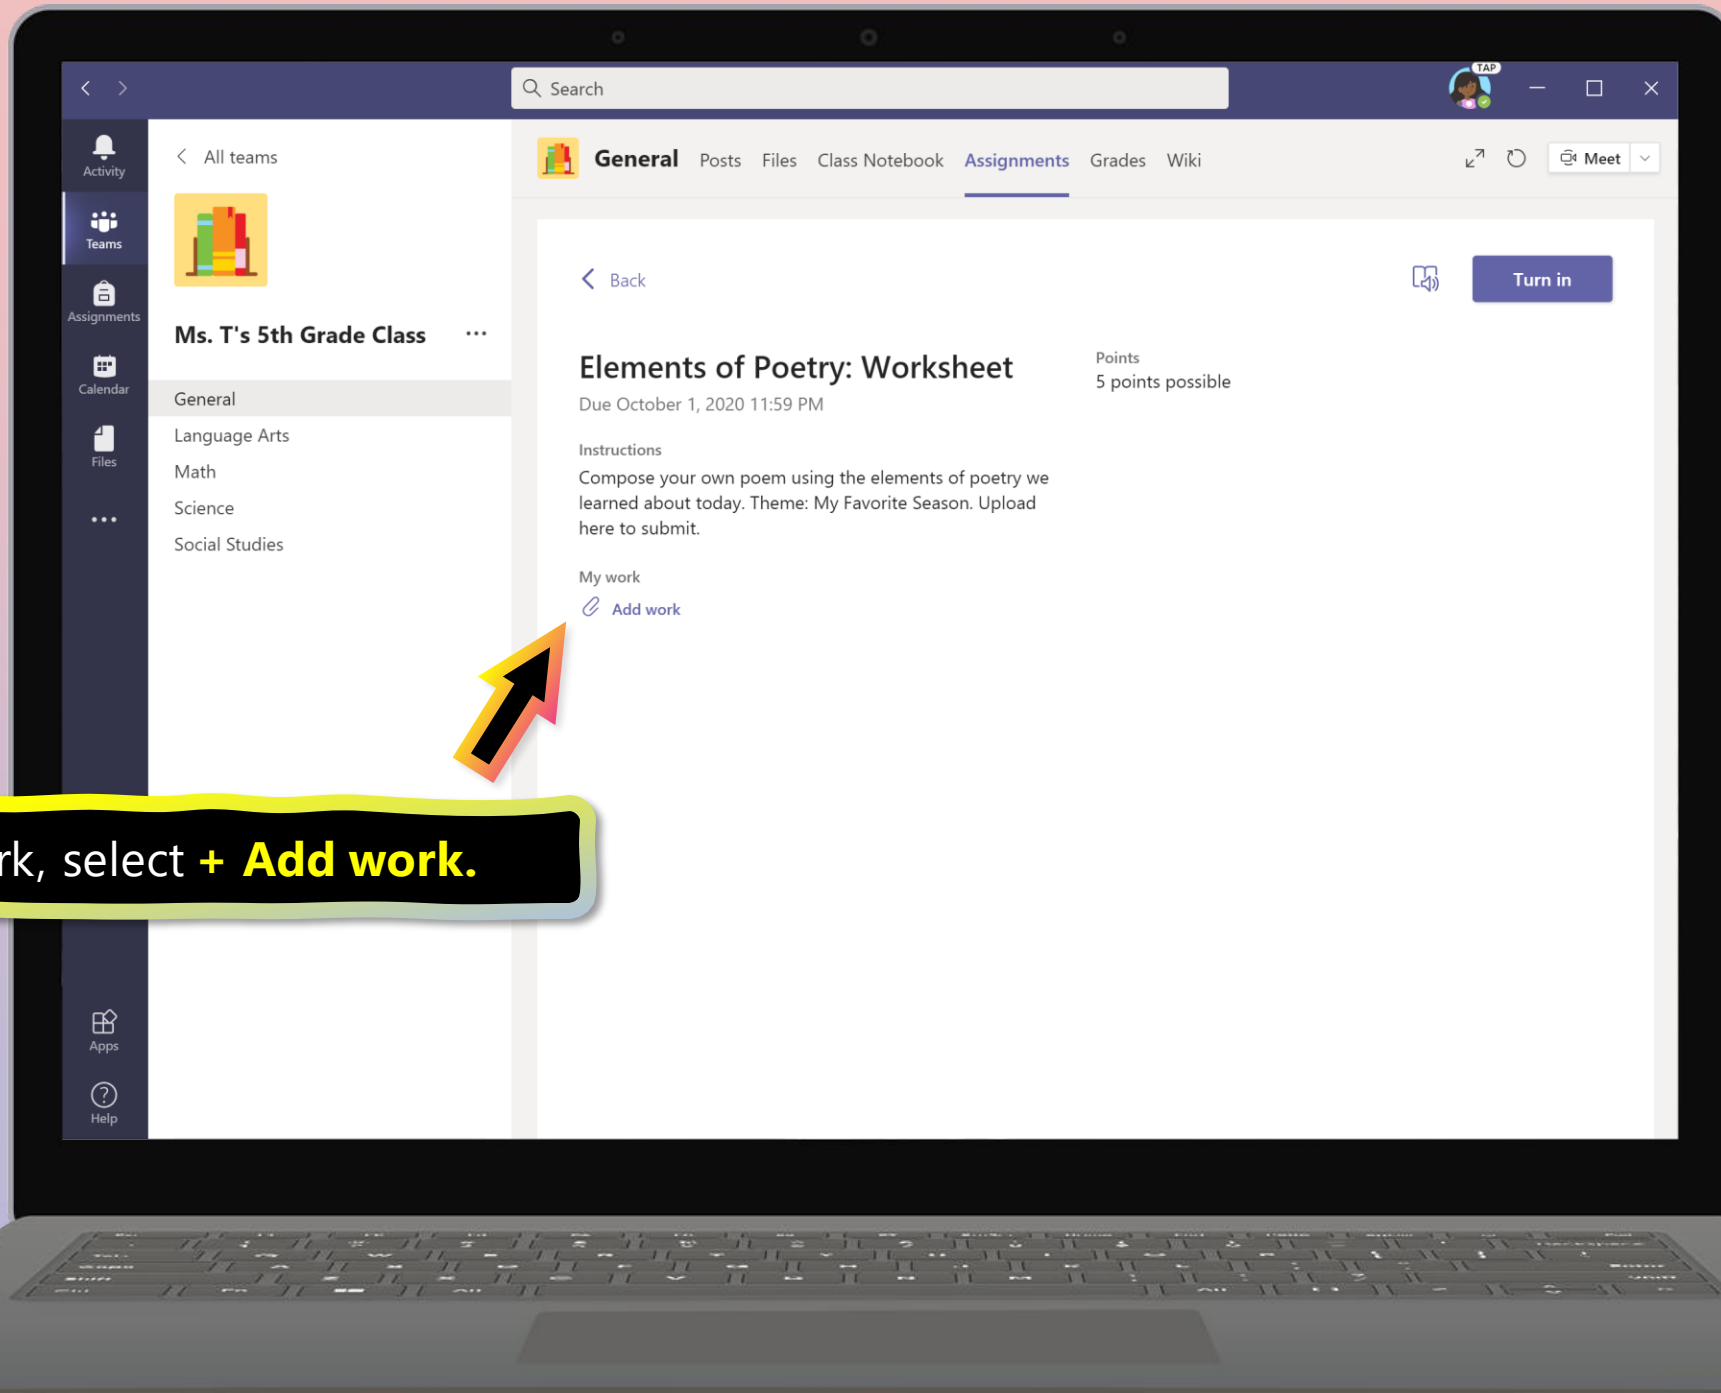 Search
TAP
Activity
Teams
Assignments
Calendar
Files
Apps
Help
All teams
Ms. T's 5th Grade Class
General
Language Arts
Math
Science
Social Studies
General Posts Files Class Notebook Assignments Grades Wiki
Meet
Back
Turn in
Elements of Poetry: Worksheet
Due October 1, 2020 11:59 PM
Points
5 points possible
Instructions
Compose your own poem using the elements of poetry we
learned about today. Theme: My Favorite Season. Upload
here to submit.
My work
Add work
rk, select + Add work.